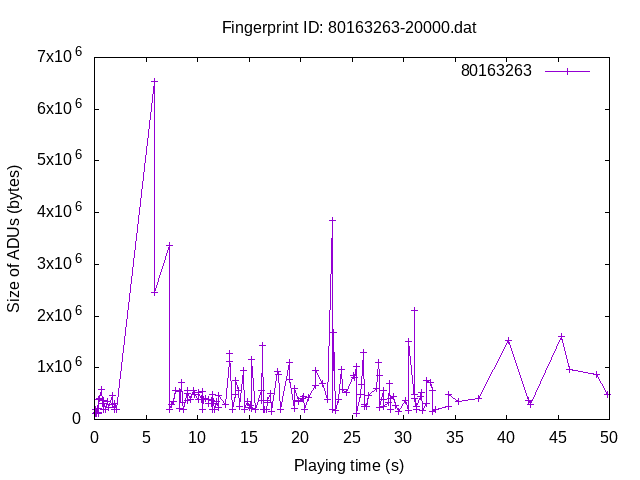 Fingerprint ID: 80163263-20000.dat
80163263
Size of ADUs (bytes)
7x10^6
6x10^6
5x10^6
4x10^6
3x10^6
2x10^6
1x10^6
0
0 5 10 15 20 25 30 35 40 45 50
Playing time (s)